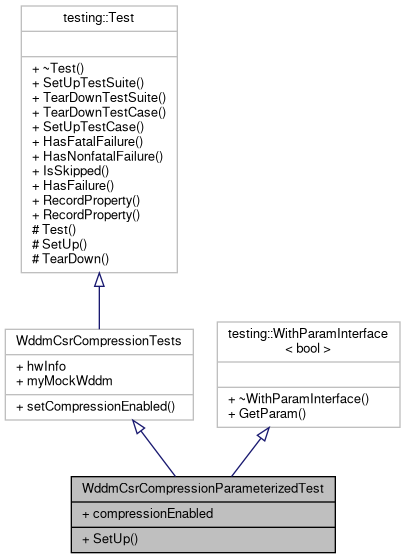 testing::Test
+ ~Test()
+ SetUpTestSuite()
+ TearDownTestSuite()
+ TearDownTestCase()
+ SetUpTestCase()
+ HasFatalFailure()
+ HasNonfatalFailure()
+ IsSkipped()
+ HasFailure()
+ RecordProperty()
+ RecordProperty()
# Test()
# SetUp()
# TearDown()
WddmCsrCompressionTests
+ hwInfo
+ myMockWddm
+ setCompressionEnabled()
testing::WithParamInterface
< bool >
+ ~WithParamInterface()
+ GetParam()
WddmCsrCompressionParameterizedTest
+ compressionEnabled
+ SetUp()